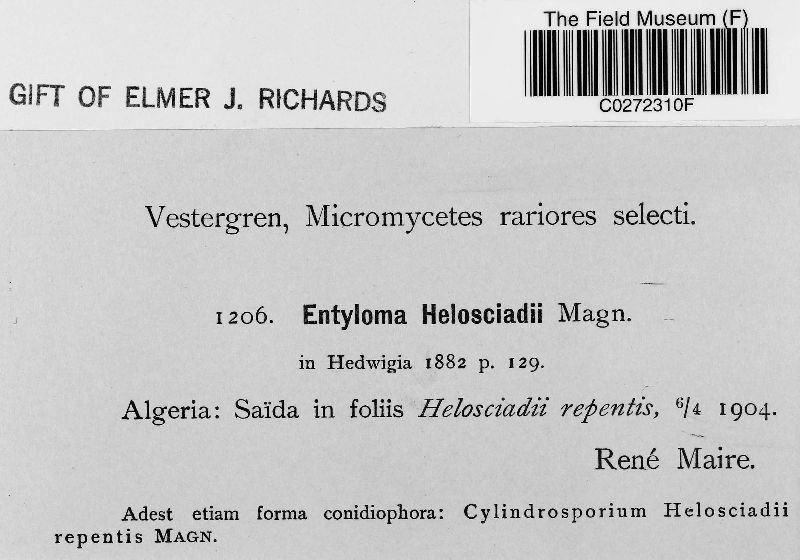 The Field Museum (F)
C0272310F
GIFT OF ELMER J. RICHARDS
Vestergren, Micromycetes rariores selecti.
1206. Entyloma Helosciadii Magn.
in Hedwigia 1882 p. 129.
Algeria: Saïda in foliis Helosciadii repentis, 6/4 1904.
René Maire.
Adest etiam forma conidiophora: Cylindrosporium Helosciadii
repentis MAGN.